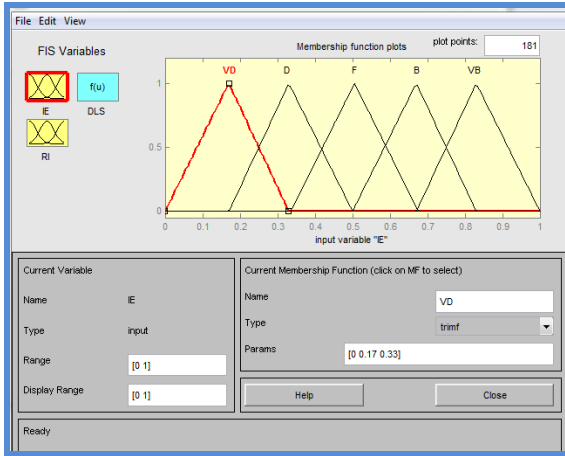 File Edit View
FIS Variables
Membership function plots
plot points:
181
f(u)
IE
DLS
RI
VD
D
F
B
VB
1
0.5
0
0 0.1 0.2 0.3 0.4 0.5 0.6 0.7 0.8 0.9 1
input variable "IE"
Current Variable
Name IE
Type input
Range [0 1]
Display Range [0 1]
Current Membership Function (click on MF to select)
Name VD
Type trimf
Params [0 0.17 0.33]
Help Close
Ready